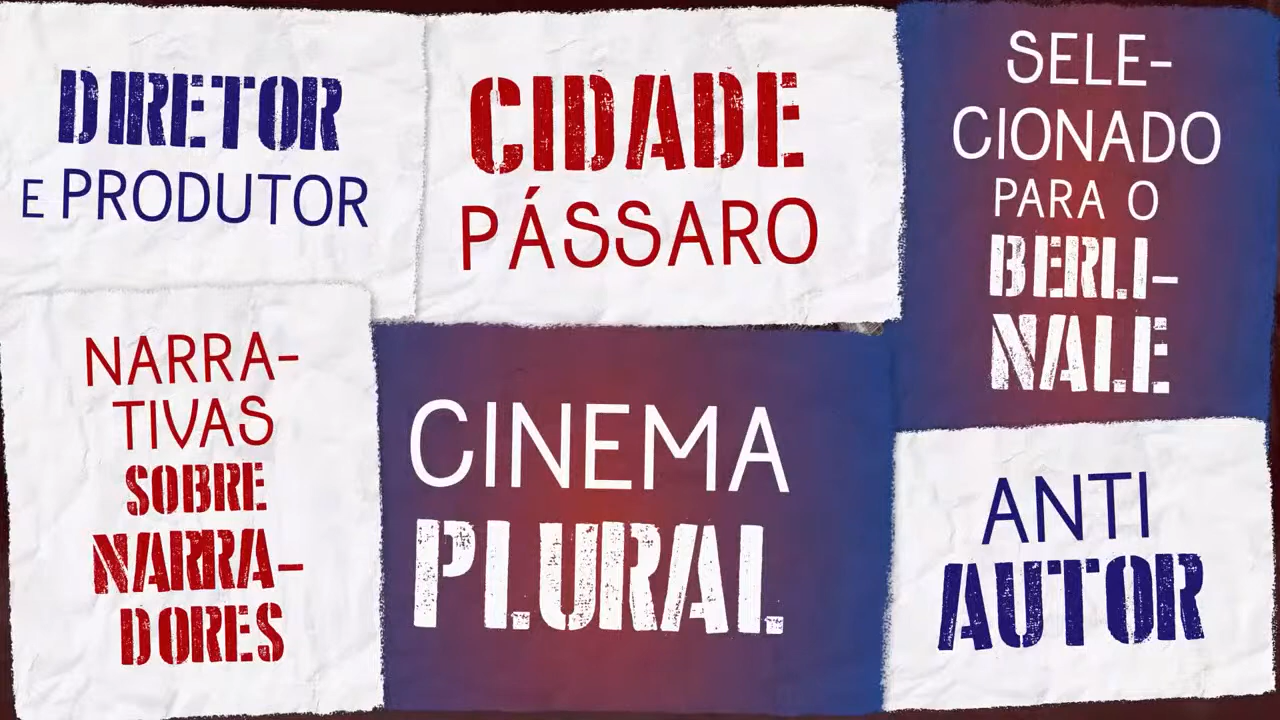 DIRETOR
E PRODUTOR
CIDADE
PÁSSARO
SELE-
CIONADO
PARA O
BERLI-
NALE
NARRA-
TIVAS
SOBRE
NARRA-
DORES
CINEMA
PLURAL
ANTI
AUTOR